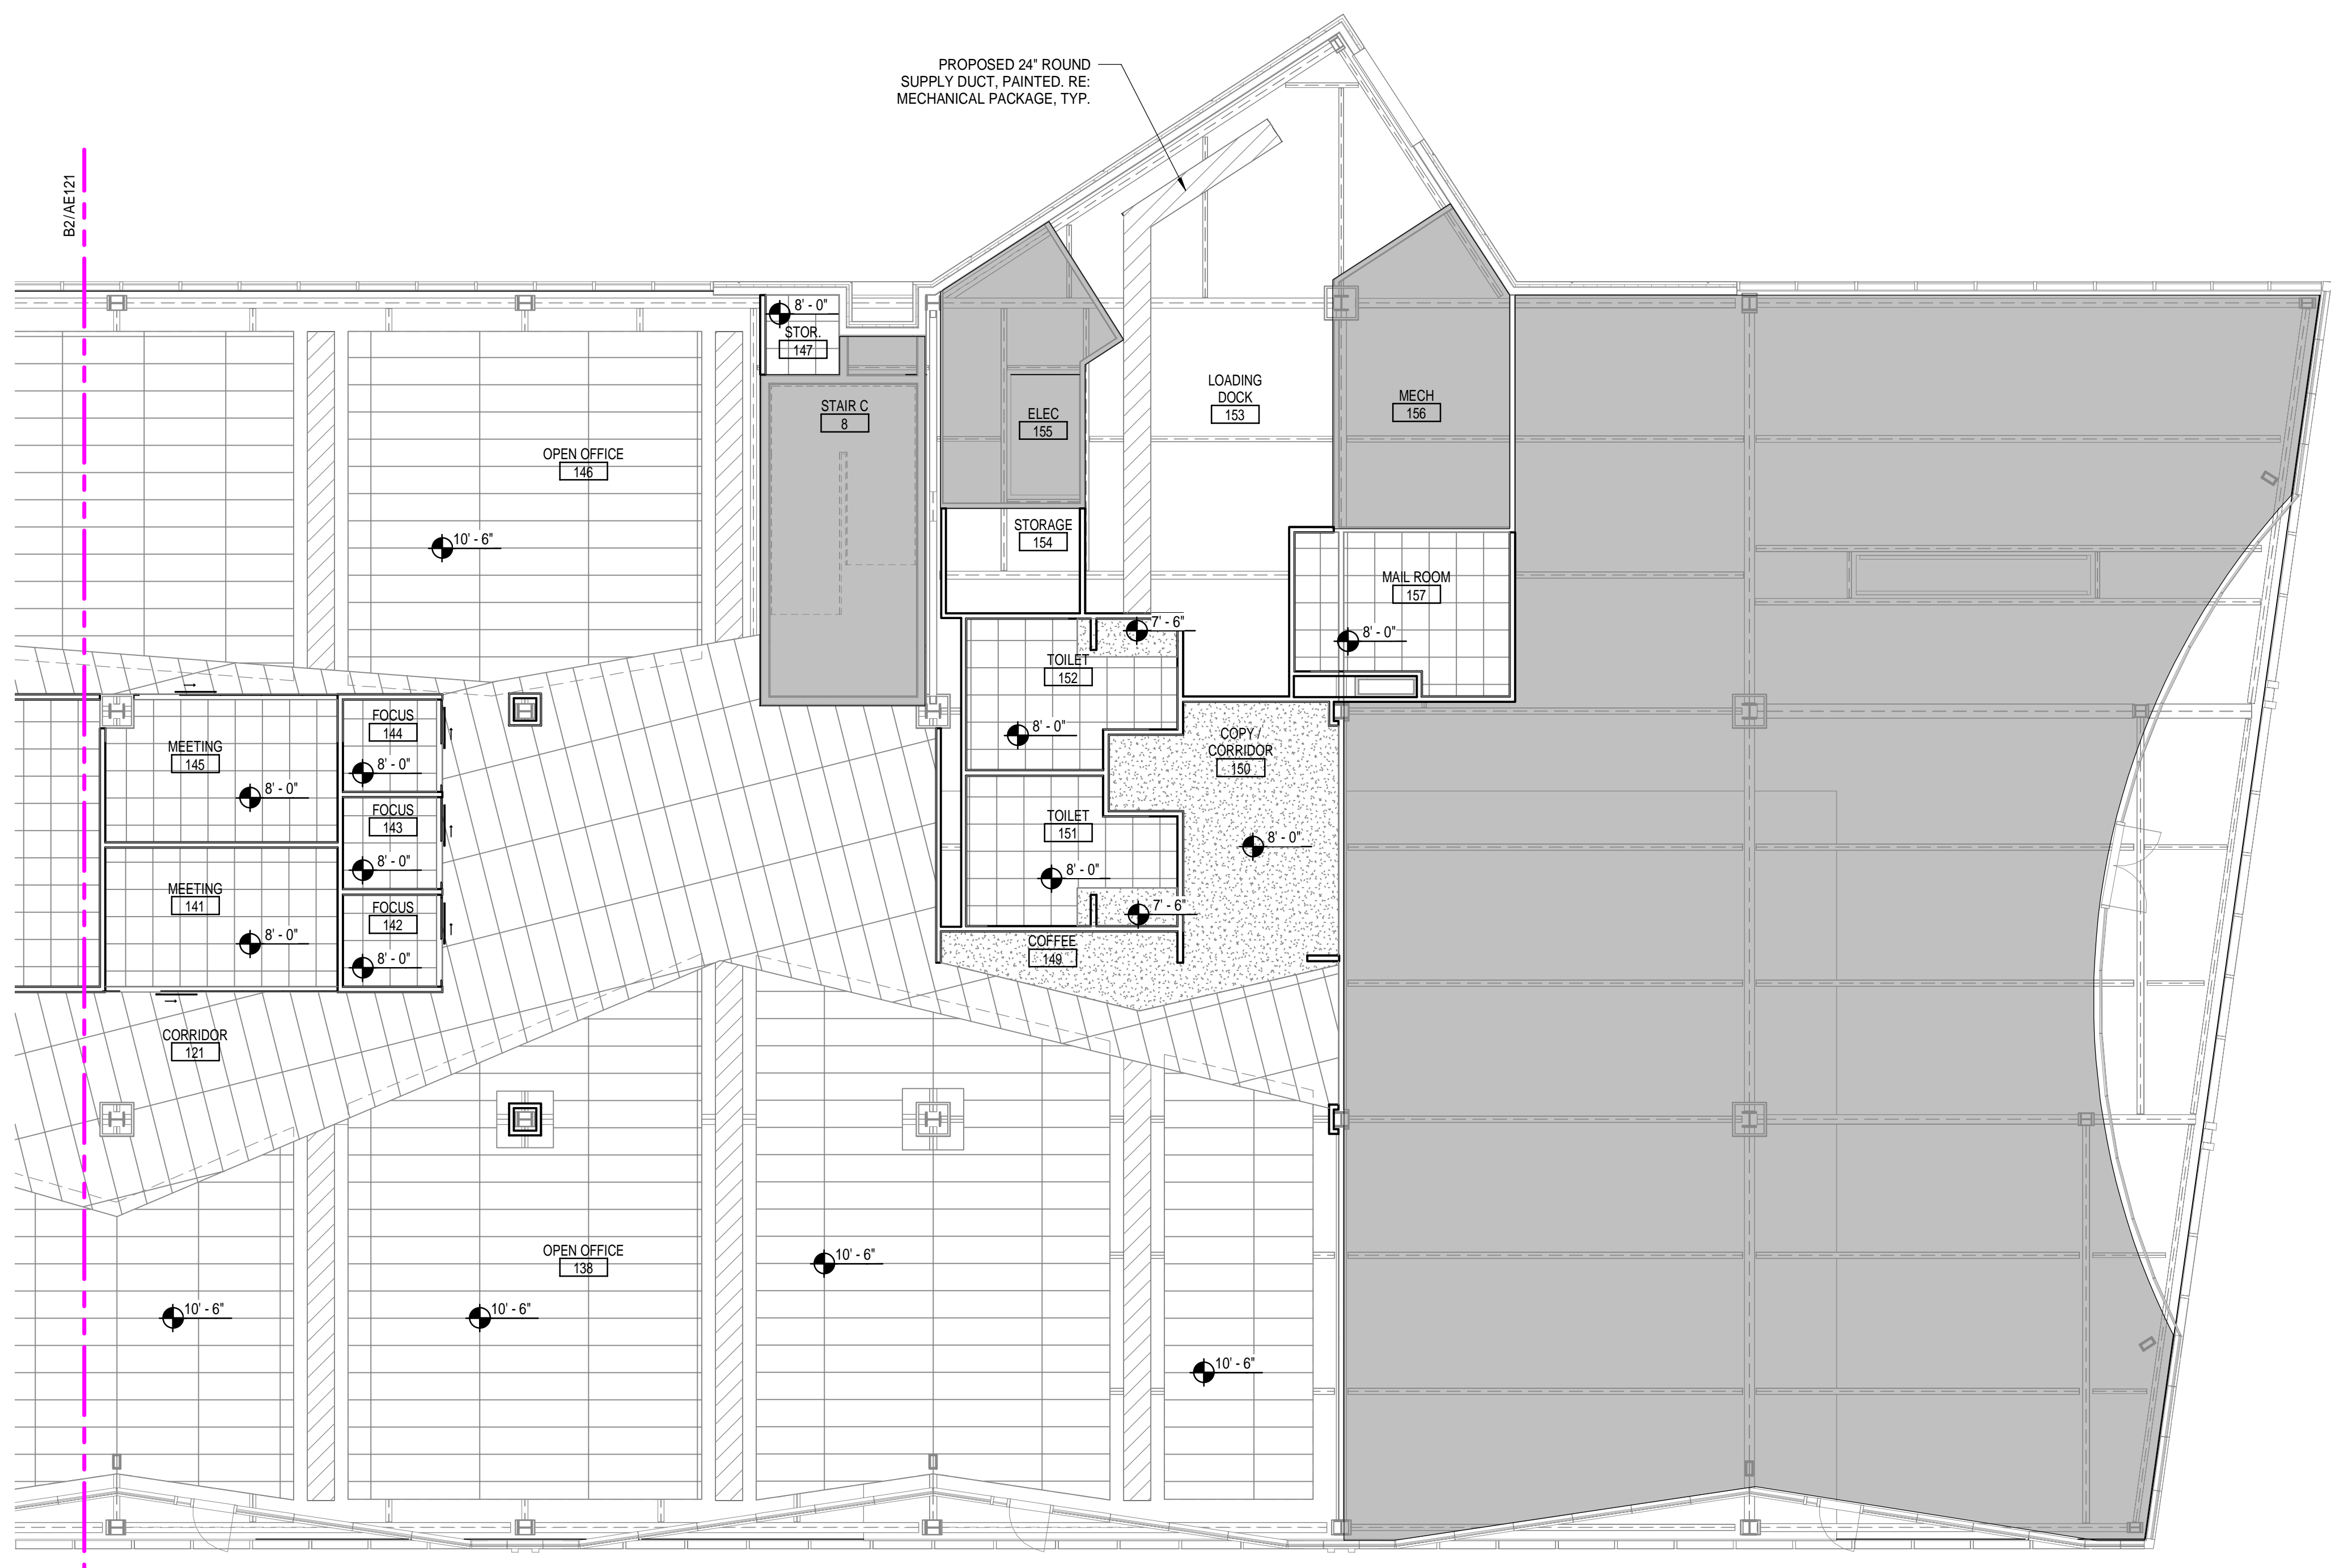 PROPOSED 24" ROUND
SUPPLY DUCT, PAINTED. RE:
MECHANICAL PACKAGE, TYP.
B2 / AE121
8' - 0"
STOR.
147
STAIR C
8
OPEN OFFICE
146
10' - 6"
ELEC
155
LOADING
DOCK
153
MECH
156
STORAGE
154
MAIL ROOM
157
8' - 0"
7' - 6"
TOILET
152
8' - 0"
COPY /
CORRIDOR
150
8' - 0"
TOILET
151
8' - 0"
7' - 6"
COFFEE
149
MEETING
145
8' - 0"
FOCUS
144
8' - 0"
FOCUS
143
8' - 0"
MEETING
141
8' - 0"
FOCUS
142
8' - 0"
CORRIDOR
121
OPEN OFFICE
138
10' - 6"
10' - 6"
10' - 6"
10' - 6"